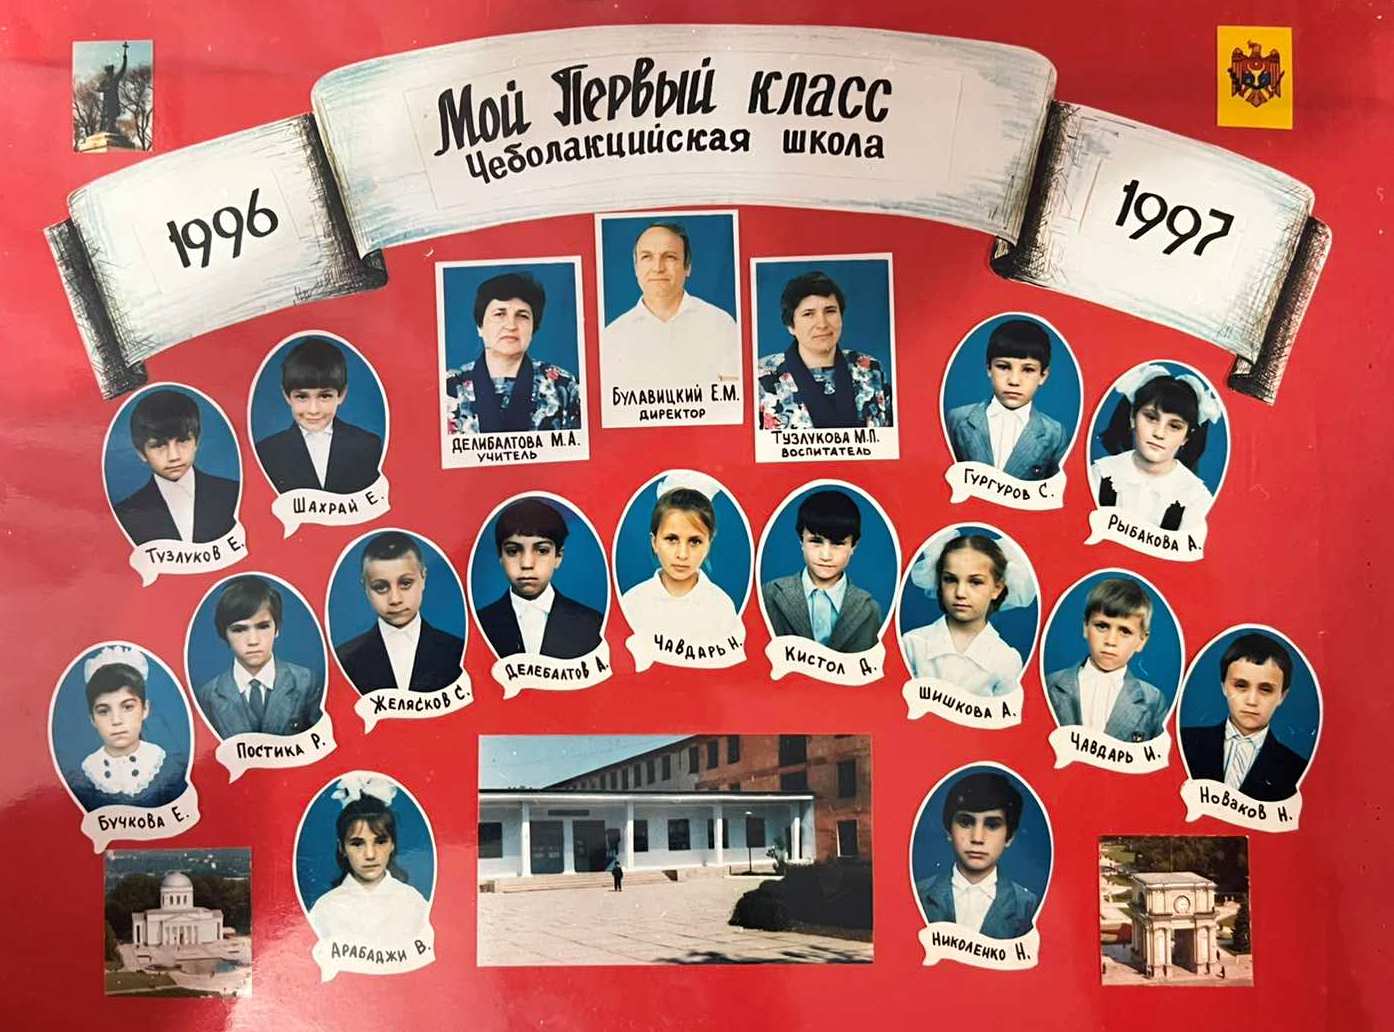 Мой Первый класс
Чеболакцийская школа
1996
1997
Булавицкий Е.М.
директор
Делибалтова М.А.
учитель
Тузлукова М.П.
воспитатель
Тузлуков Е.
Шахрай Е.
Гургуров С.
Рыбакова А.
Бучкова Е.
Постика Р.
Желясков С.
Делебалтов А.
Чавдарь Н.
Кистол Д.
Шишкова А.
Чавдарь И.
Новаков Н.
Арабаджи В.
Николенко Н.